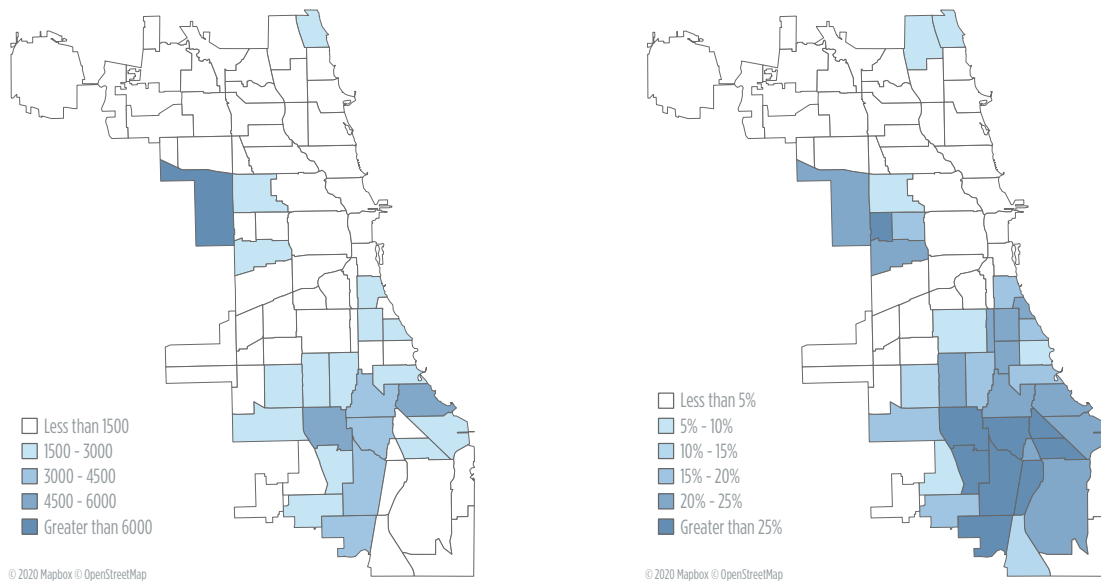 Less than 1500
1500 - 3000
3000 - 4500
4500 - 6000
Greater than 6000
© 2020 Mapbox © OpenStreetMap
Less than 5%
5% - 10%
10% - 15%
15% - 20%
20% - 25%
Greater than 25%
© 2020 Mapbox © OpenStreetMap